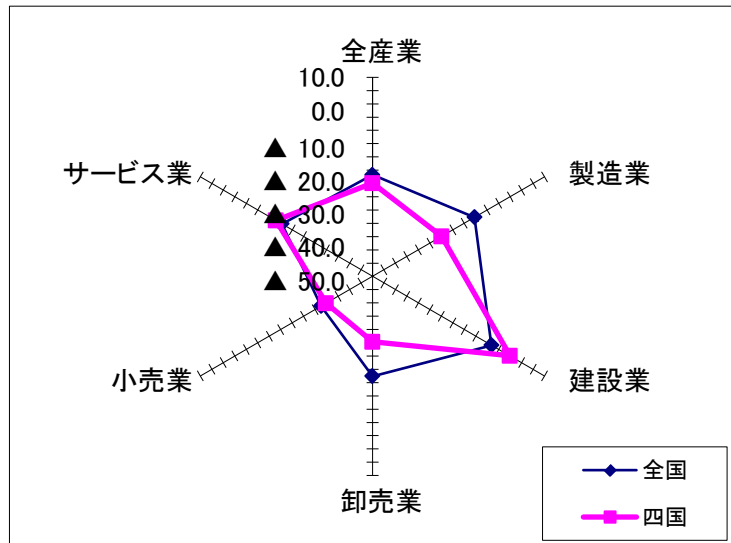 全産業
10.0
0.0
▲ 10.0
▲ 20.0
▲ 30.0
▲ 40.0
▲ 50.0
サービス業
製造業
小売業
建設業
卸売業
全国
四国